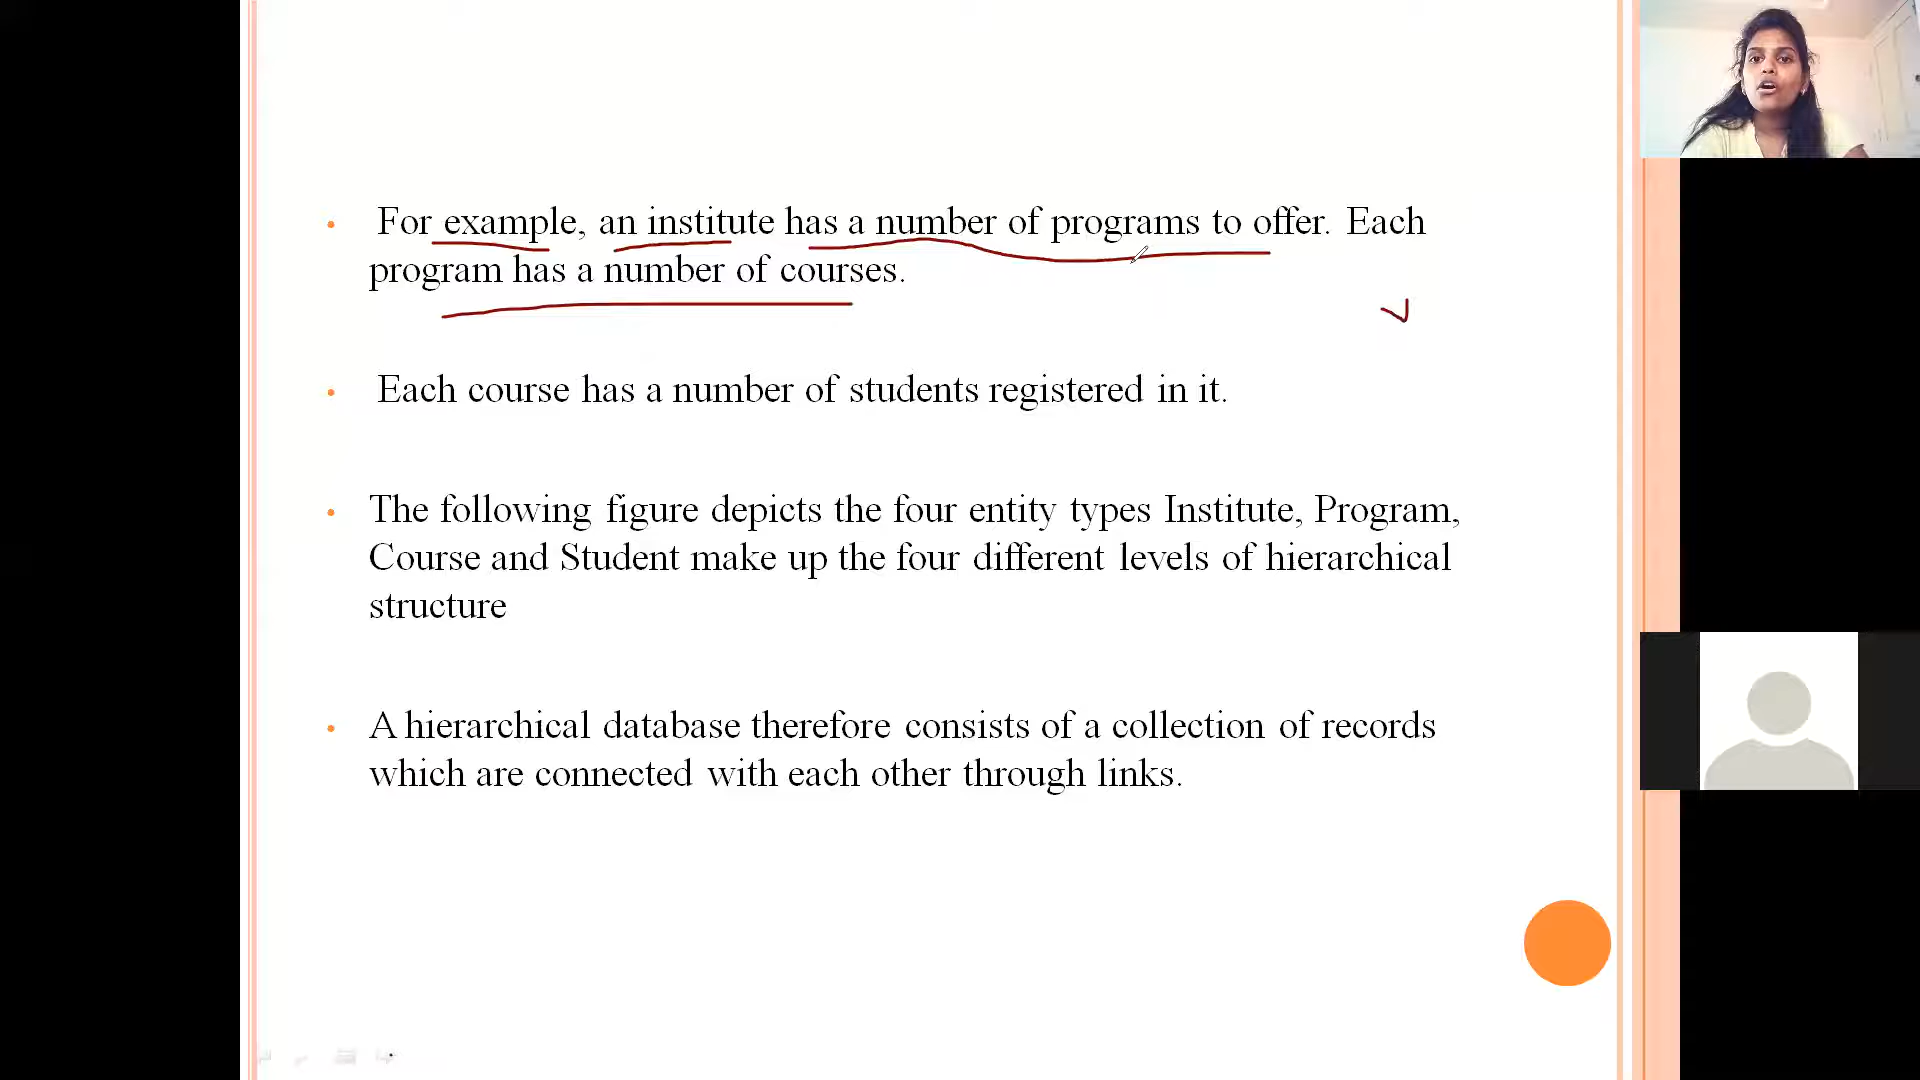 For example, an institute has a number of programs to offer. Each
program has a number of courses.
Each course has a number of students registered in it.
The following figure depicts the four entity types Institute, Program,
Course and Student make up the four different levels of hierarchical
structure
A hierarchical database therefore consists of a collection of records
which are connected with each other through links.